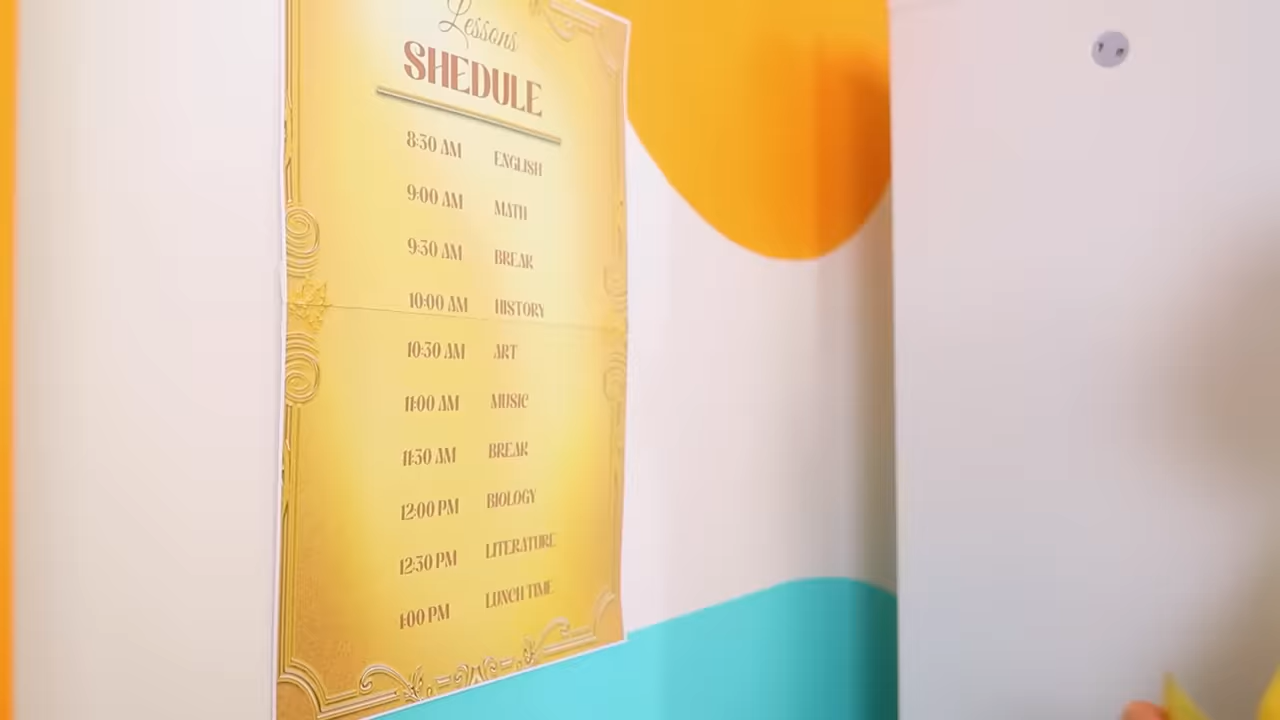 Lessons
SHEDULE
8:30 AM ENGLISH
9:00 AM MATH
9:30 AM BREAK
10:00 AM HISTORY
10:30 AM ART
11:00 AM MUSIC
11:30 AM BREAK
12:00 PM BIOLOGY
12:30 PM LITERATURE
1:00 PM LUNCH TIME